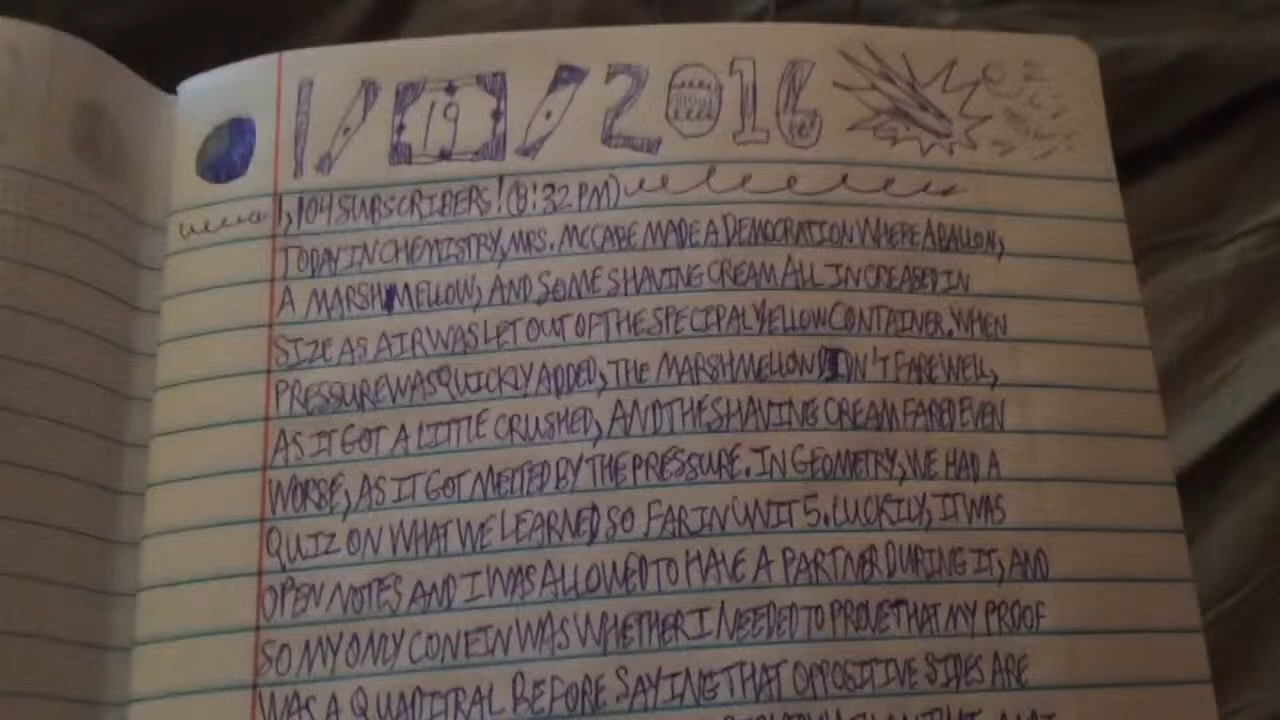 1/19/2016
1,104 SUBSCRIBERS! (8:32 PM)
TODAY IN CHEMISTRY, MRS. MCCABE MADE A DEMOCRATION WHERE A BALLON,
A MARSHMELLOW, AND SOME SHAVING CREAM ALL INCREASED IN
SIZE AS AIR WAS LET OUT OF THE SPECIPAL YELLOW CONTAINER. WHEN
PRESSURE WAS QUICKLY ADDED, THE MARSHMELLOW DIDN'T FARE WELL,
AS IT GOT A LITTLE CRUSHED, AND THE SHAVING CREAM FARED EVEN
WORSE, AS IT GOT MELTED BY THE PRESSURE. IN GEOMETRY, WE HAD A
QUIZ ON WHAT WE LEARNED SO FAR IN UNIT 5. LUCKILY, IT WAS
OPEN NOTES AND I WAS ALLOWED TO HAVE A PARTNER DURING IT, AND
SO MY ONLY CONEIN WAS WHETHER I NEEDED TO PROVE THAT MY PROOF
WAS A QUADITRAL BEFORE SAYING THAT OPPOSITIVE SIDES ARE